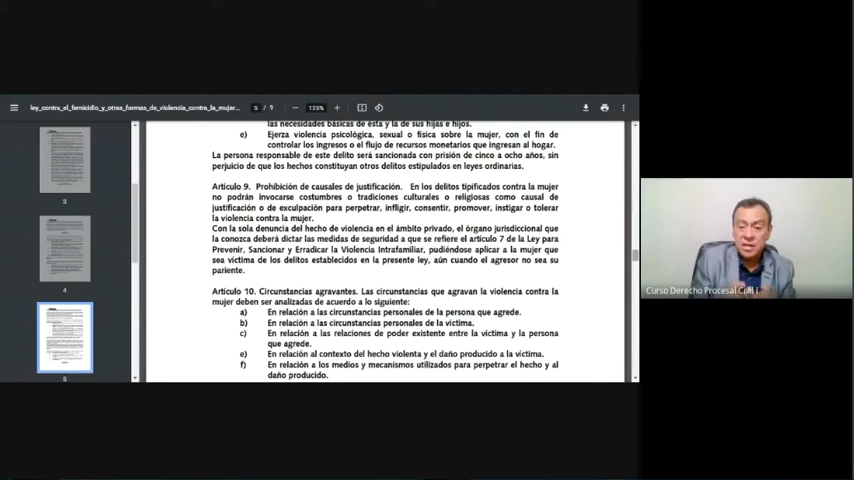 ley_contra_el_femicidio_y_otras_formas_de_violencia_contra_la_mujer...
5 / 9
125%
3
4
5
las necesidades básicas de ésta y la de sus hijas e hijos.
e) Ejerza violencia psicológica, sexual o física sobre la mujer, con el fin de
controlar los ingresos o el flujo de recursos monetarios que ingresan al hogar.
La persona responsable de este delito será sancionada con prisión de cinco a ocho años, sin
perjuicio de que los hechos constituyan otros delitos estipulados en leyes ordinarias.
Artículo 9. Prohibición de causales de justificación. En los delitos tipificados contra la mujer
no podrán invocarse costumbres o tradiciones culturales o religiosas como causal de
justificación o de exculpación para perpetrar, infligir, consentir, promover, instigar o tolerar
la violencia contra la mujer.
Con la sola denuncia del hecho de violencia en el ámbito privado, el órgano jurisdiccional que
la conozca deberá dictar las medidas de seguridad a que se refiere el artículo 7 de la Ley para
Prevenir, Sancionar y Erradicar la Violencia Intrafamiliar, pudiéndose aplicar a la mujer que
sea víctima de los delitos establecidos en la presente ley, aún cuando el agresor no sea su
pariente.
Artículo 10. Circunstancias agravantes. Las circunstancias que agravan la violencia contra la
mujer deben ser analizadas de acuerdo a lo siguiente:
a) En relación a las circunstancias personales de la persona que agrede.
b) En relación a las circunstancias personales de la víctima.
c) En relación a las relaciones de poder existente entre la víctima y la persona
que agrede.
e) En relación al contexto del hecho violenta y el daño producido a la víctima.
f) En relación a los medios y mecanismos utilizados para perpetrar el hecho y al
daño producido.
Curso Derecho Procesal Civil I